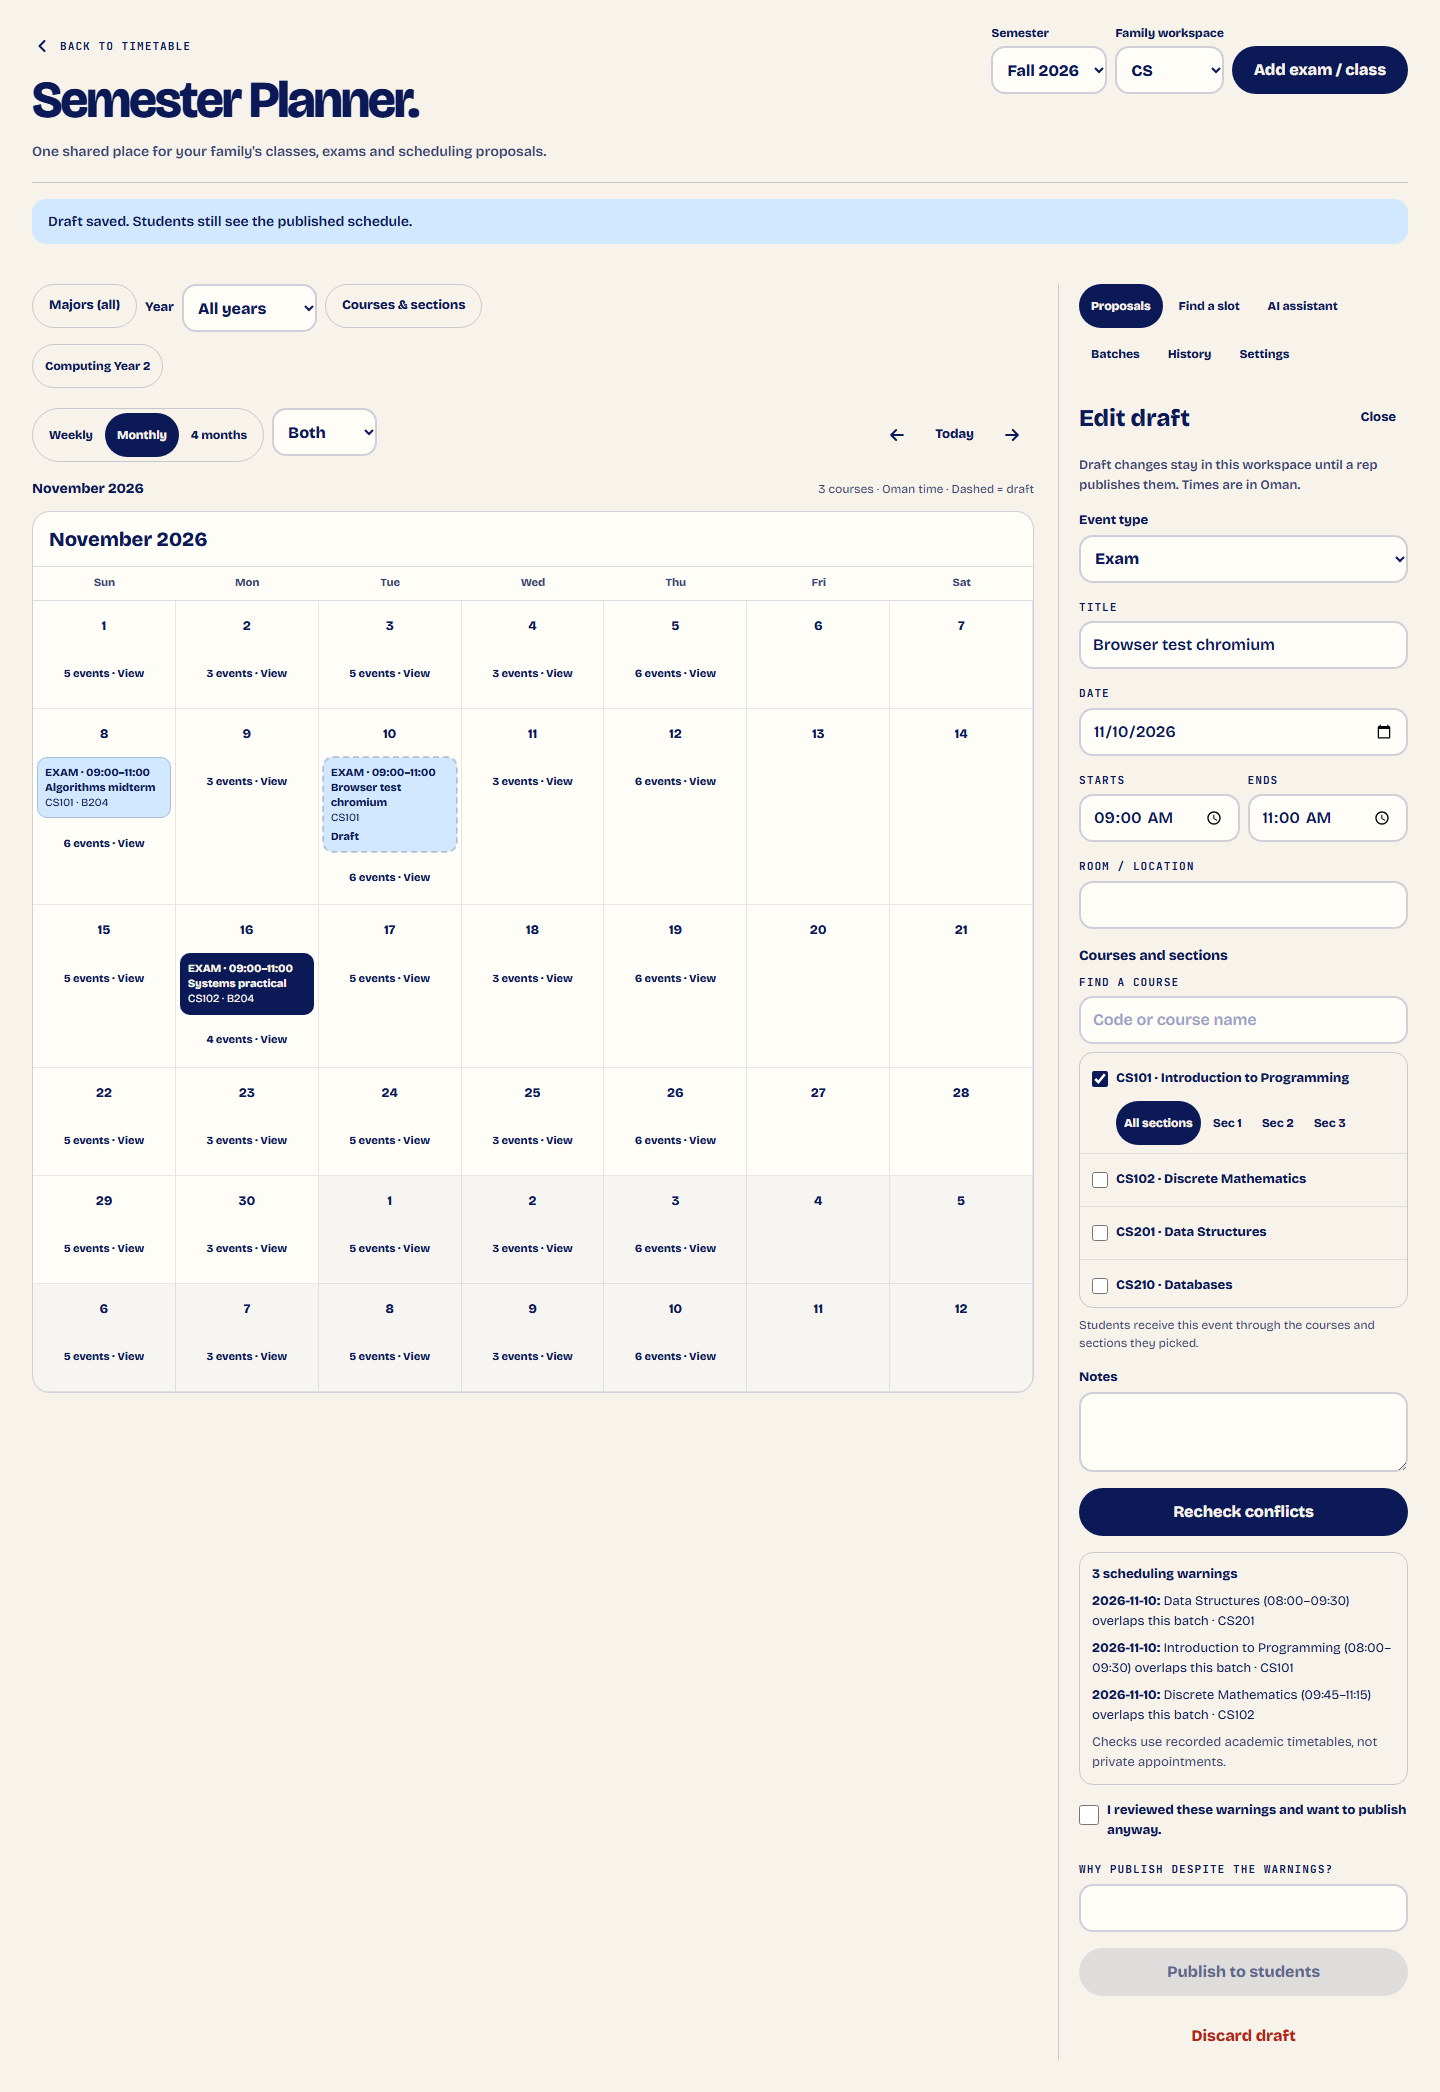 BACK TO TIMETABLE
Semester Planner.
One shared place for your family's classes, exams and scheduling proposals.
Semester
Family workspace
Fall 2026
CS
Add exam / class
Draft saved. Students still see the published schedule.
Majors (all)
Year
All years
Courses & sections
Computing Year 2
Weekly
Monthly
4 months
Both
Today
November 2026
3 courses · Oman time · Dashed = draft
November 2026
Sun Mon Tue Wed Thu Fri Sat
1 2 3 4 5 6 7
5 events · View 3 events · View 5 events · View 3 events · View 6 events · View
8 9 10 11 12 13 14
EXAM · 09:00–11:00
Algorithms midterm
CS101 · B204
6 events · View
3 events · View
EXAM · 09:00–11:00
Browser test
chromium
CS101
Draft
6 events · View
3 events · View
6 events · View
15 16 17 18 19 20 21
5 events · View
EXAM · 09:00–11:00
Systems practical
CS102 · B204
4 events · View
5 events · View
3 events · View
6 events · View
22 23 24 25 26 27 28
5 events · View 3 events · View 5 events · View 3 events · View 6 events · View
29 30 1 2 3 4 5
5 events · View 3 events · View 5 events · View 3 events · View 6 events · View
6 7 8 9 10 11 12
5 events · View 3 events · View 5 events · View 3 events · View 6 events · View
Proposals
Find a slot
AI assistant
Batches
History
Settings
Edit draft
Close
Draft changes stay in this workspace until a rep
publishes them. Times are in Oman.
Event type
Exam
TITLE
Browser test chromium
DATE
11/10/2026
STARTS
ENDS
09:00 AM
11:00 AM
ROOM / LOCATION
Courses and sections
FIND A COURSE
Code or course name
CS101 · Introduction to Programming
All sections
Sec 1
Sec 2
Sec 3
CS102 · Discrete Mathematics
CS201 · Data Structures
CS210 · Databases
Students receive this event through the courses and
sections they picked.
Notes
Recheck conflicts
3 scheduling warnings
2026-11-10: Data Structures (08:00–09:30)
overlaps this batch · CS201
2026-11-10: Introduction to Programming (08:00–
09:30) overlaps this batch · CS101
2026-11-10: Discrete Mathematics (09:45–11:15)
overlaps this batch · CS102
Checks use recorded academic timetables, not
private appointments.
I reviewed these warnings and want to publish
anyway.
WHY PUBLISH DESPITE THE WARNINGS?
Publish to students
Discard draft